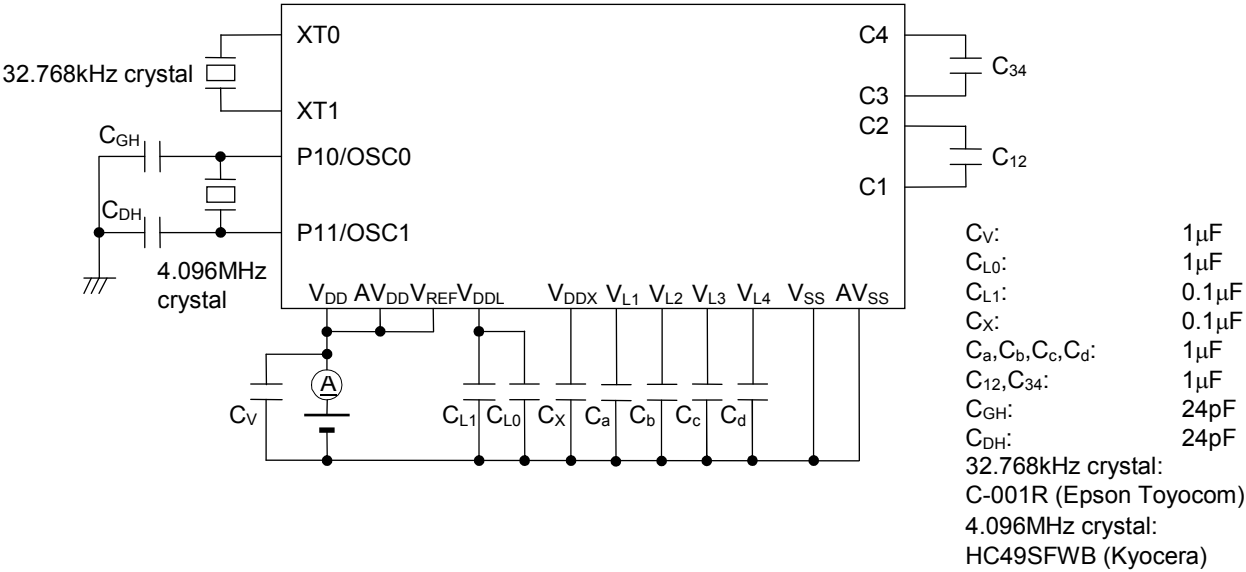 XT0
C4
32.768kHz crystal
C34
XT1
C3
C2
CGH
P10/OSC0
C12
C1
CDH
P11/OSC1
4.096MHz
crystal
VDD AVDD VREF VDDL VDDX VL1 VL2 VL3 VL4 VSS AVSS
A
CV CL1 CL0 CX Ca Cb Cc Cd
CV: 1μF
CL0: 1μF
CL1: 0.1μF
CX: 0.1μF
Ca,Cb,Cc,Cd: 1μF
C12,C34: 1μF
CGH: 24pF
CDH: 24pF
32.768kHz crystal:
C-001R (Epson Toyocom)
4.096MHz crystal:
HC49SFWB (Kyocera)